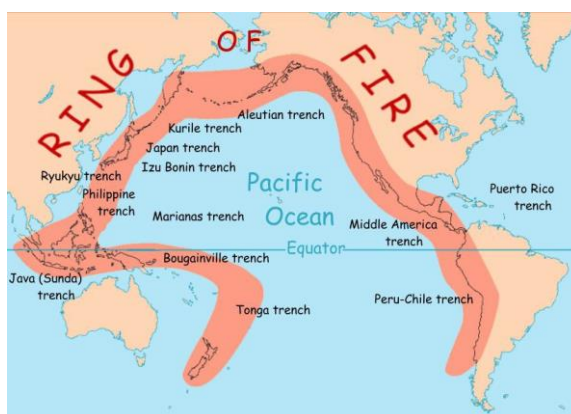 RING OF FIRE
Aleutian trench
Kurile trench
Japan trench
Izu Bonin trench
Ryukyu trench
Philippine
trench
Marianas trench
Pacific
Ocean
Puerto Rico
trench
Middle America
trench
Equator
Bougainville trench
Java (Sunda)
trench
Tonga trench
Peru-Chile trench